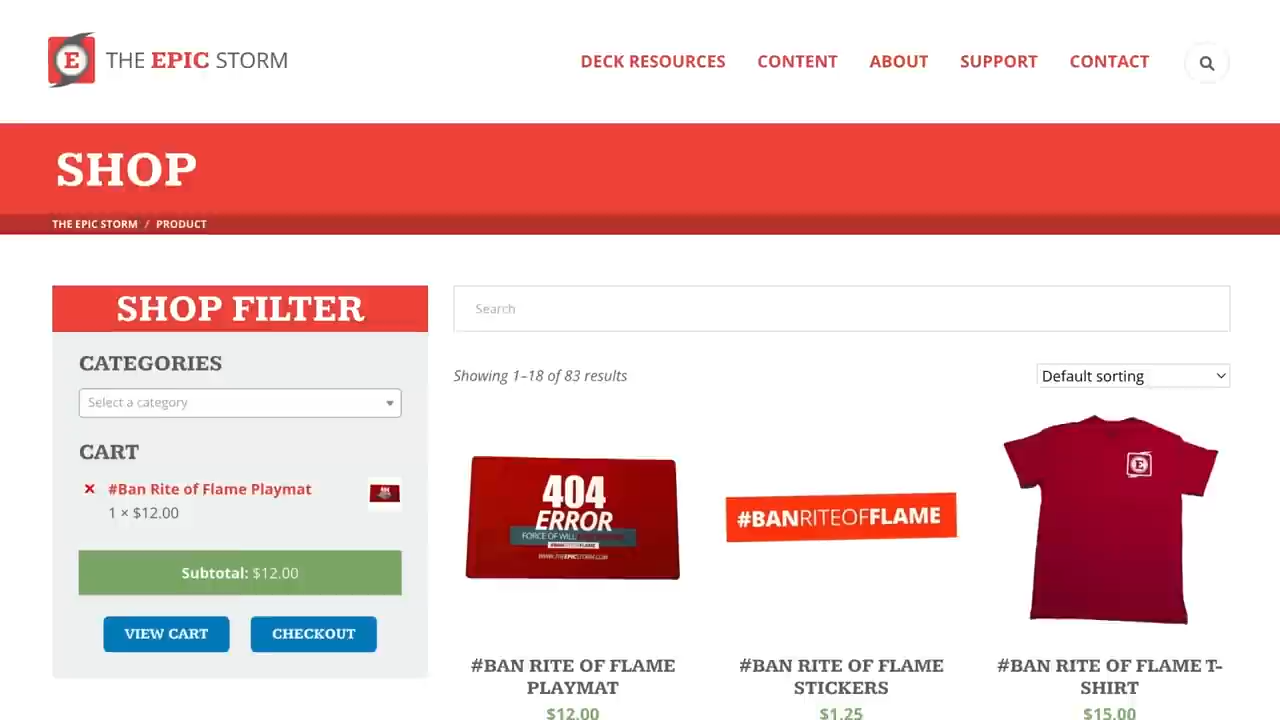 THE EPIC STORM
DECK RESOURCES CONTENT ABOUT SUPPORT CONTACT
SHOP
THE EPIC STORM / PRODUCT
SHOP FILTER
Search
CATEGORIES
Showing 1–18 of 83 results
Default sorting
Select a category
CART
× #Ban Rite of Flame Playmat
1 × $12.00
Subtotal: $12.00
VIEW CART
CHECKOUT
404
ERROR
FORCE OF WILL
#BANRITEOFFLAME
WWW.THEEPICSTORM.COM
#BANRITEOFFLAME
E
#BAN RITE OF FLAME
PLAYMAT
$12.00
#BAN RITE OF FLAME
STICKERS
$1.25
#BAN RITE OF FLAME T-
SHIRT
$15.00